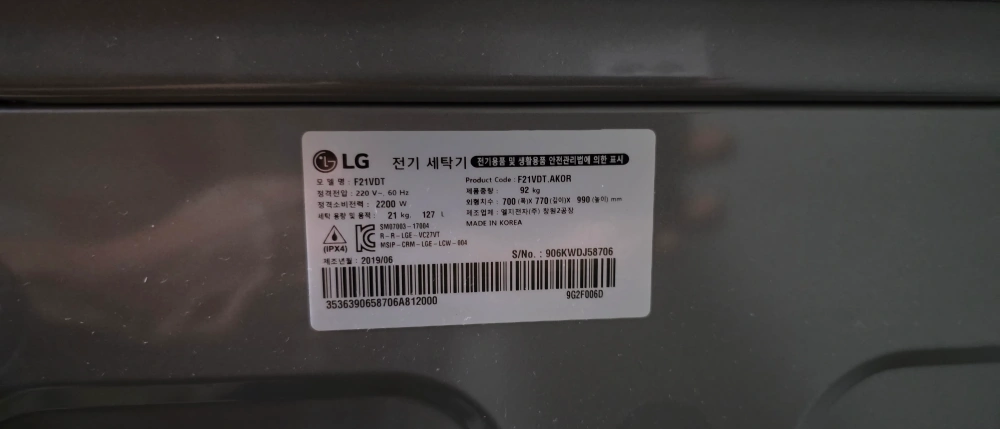 LG 전기 세탁기 전기용품 및 생활용품 안전관리법에 의한 표시
모 델 명 : F21VDT
정격전압 : 220 V~, 60 Hz
정격소비전력 : 2200 W
세탁 용량 및 용적 : 21 kg, 127 L
Product Code : F21VDT.AKOR
제품중량 : 92 kg
외형치수 : 700 (폭)X 770(깊이)X 990 (높이) mm
제조업체 : 엘지전자(주) 창원2공장
MADE IN KOREA
SM07003-17004
R-R-LGE-VC27VT
MSIP-CRM-LGE-LCW-004
(IPX4)
제조년월 : 2019/06
S/No. : 906KWDJ58706
3536390658706A812000
9G2F006D